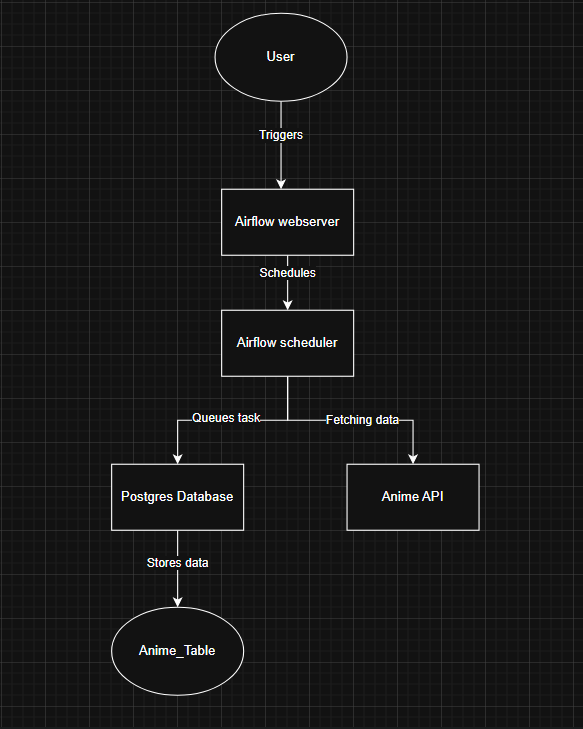 User
Triggers
Airflow webserver
Schedules
Airflow scheduler
Queues task
Fetching data
Postgres Database
Anime API
Stores data
Anime_Table